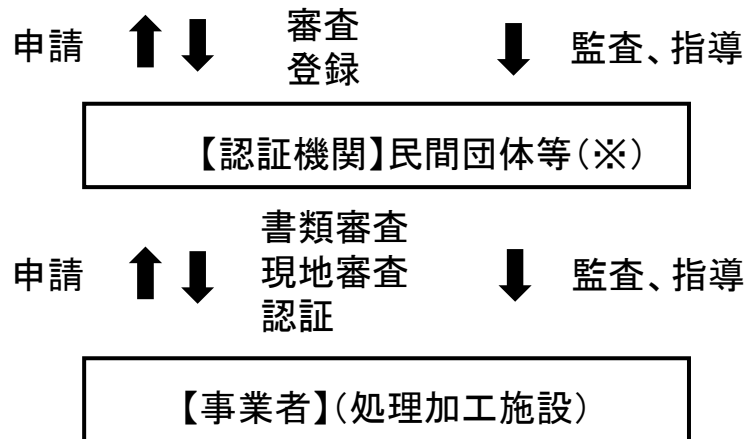 申請
審査
登録
監査、指導
【認証機関】民間団体等(※)
申請
書類審査
現地審査
認証
監査、指導
【事業者】(処理加工施設)